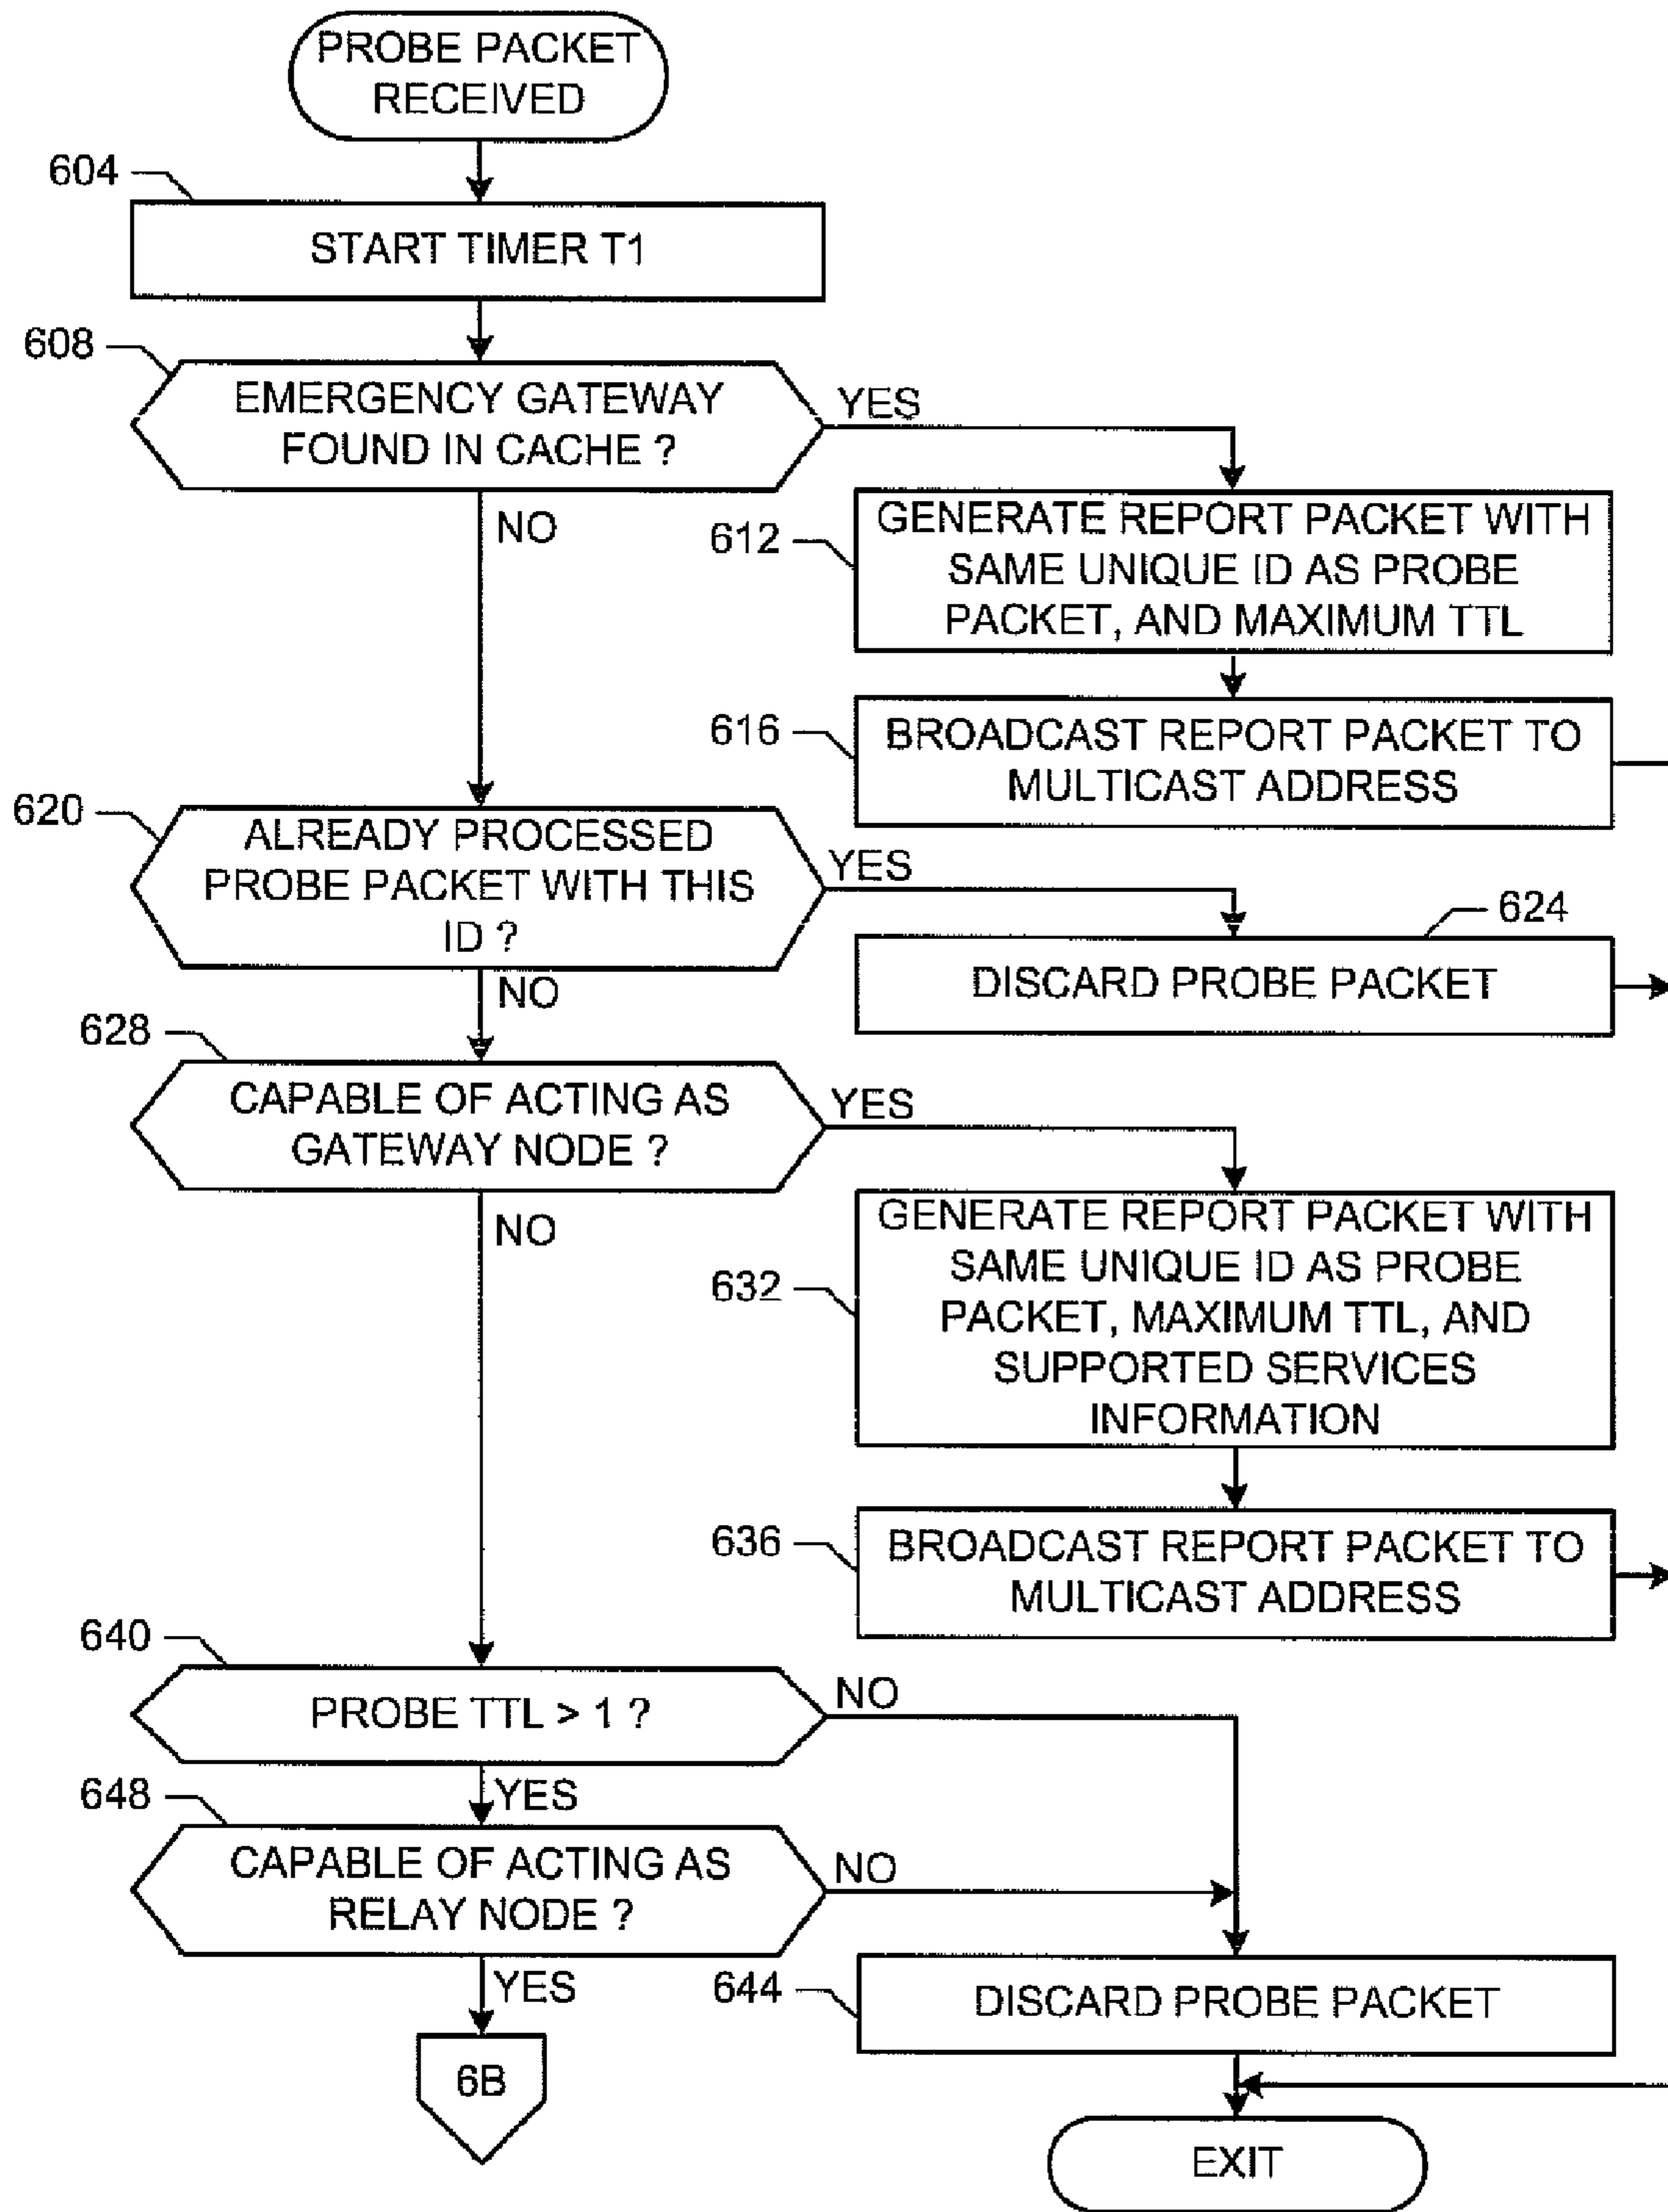 PROBE PACKET
RECEIVED
604
START TIMER T1
608
EMERGENCY GATEWAY
FOUND IN CACHE ?
YES
NO
612
GENERATE REPORT PACKET WITH
SAME UNIQUE ID AS PROBE
PACKET, AND MAXIMUM TTL
616
BROADCAST REPORT PACKET TO
MULTICAST ADDRESS
620
ALREADY PROCESSED
PROBE PACKET WITH THIS
ID ?
YES
NO
624
DISCARD PROBE PACKET
628
CAPABLE OF ACTING AS
GATEWAY NODE ?
YES
NO
632
GENERATE REPORT PACKET WITH
SAME UNIQUE ID AS PROBE
PACKET, MAXIMUM TTL, AND
SUPPORTED SERVICES
INFORMATION
636
BROADCAST REPORT PACKET TO
MULTICAST ADDRESS
640
PROBE TTL > 1 ?
NO
YES
648
CAPABLE OF ACTING AS
RELAY NODE ?
NO
YES
644
DISCARD PROBE PACKET
6B
EXIT